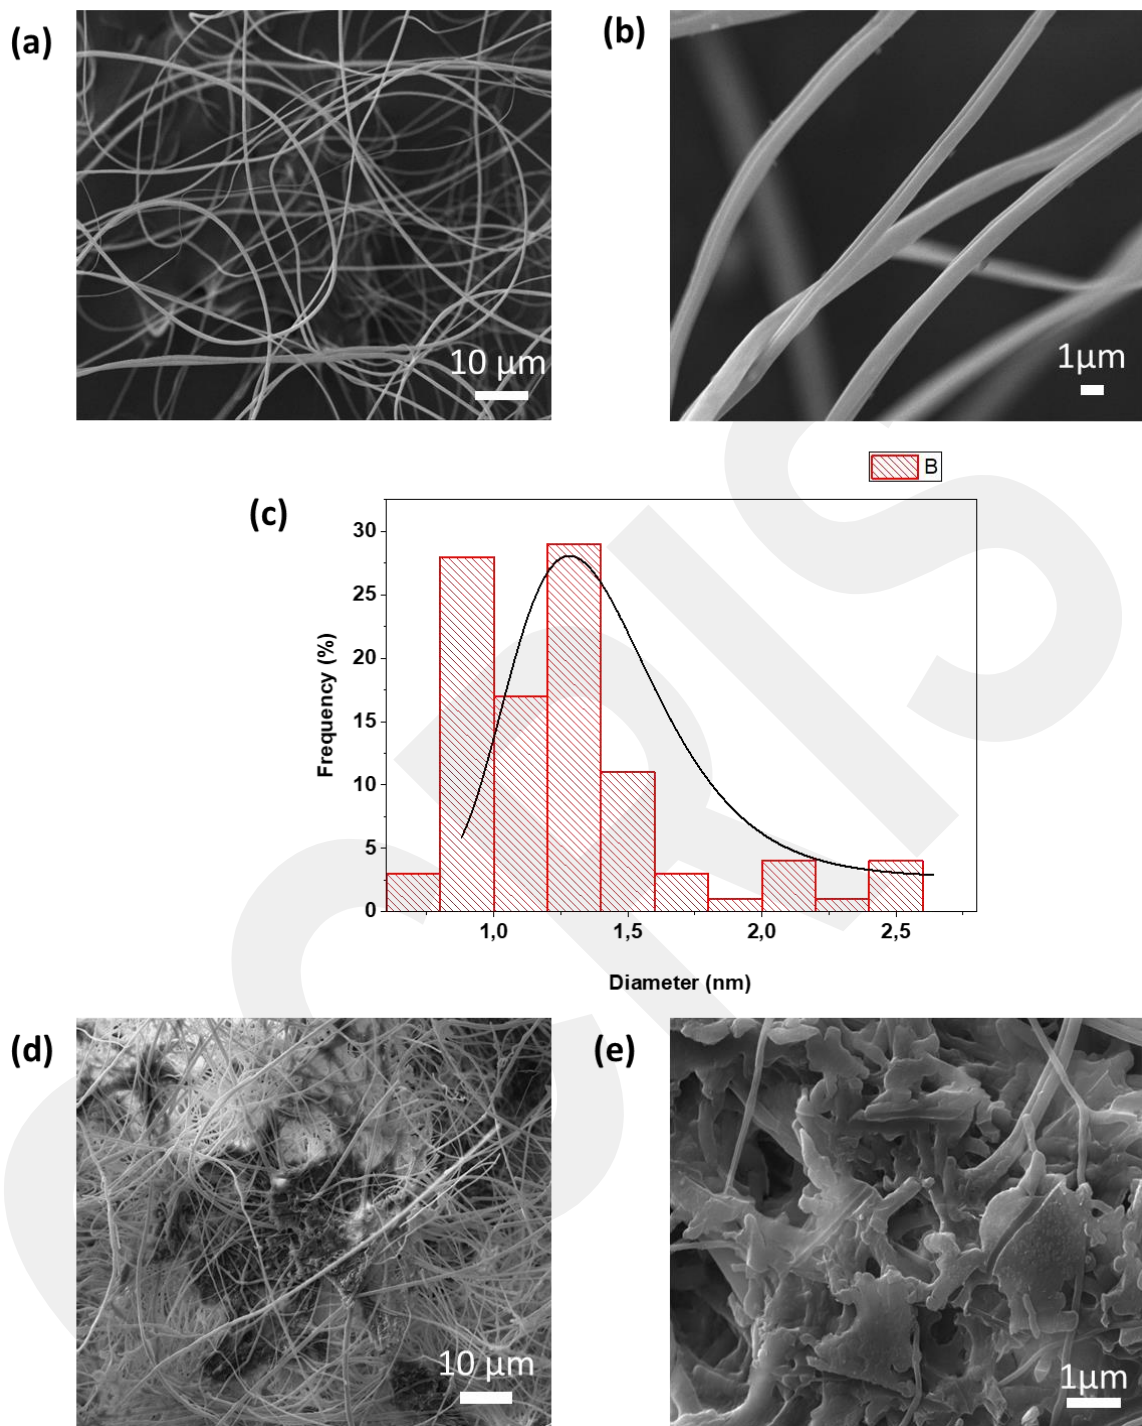 (a)
10 μm
(b)
1μm
B
(c)
30
25
20
15
10
5
0
Frequency (%)
1,0
1,5
2,0
2,5
Diameter (nm)
(d)
10 μm
(e)
1μm